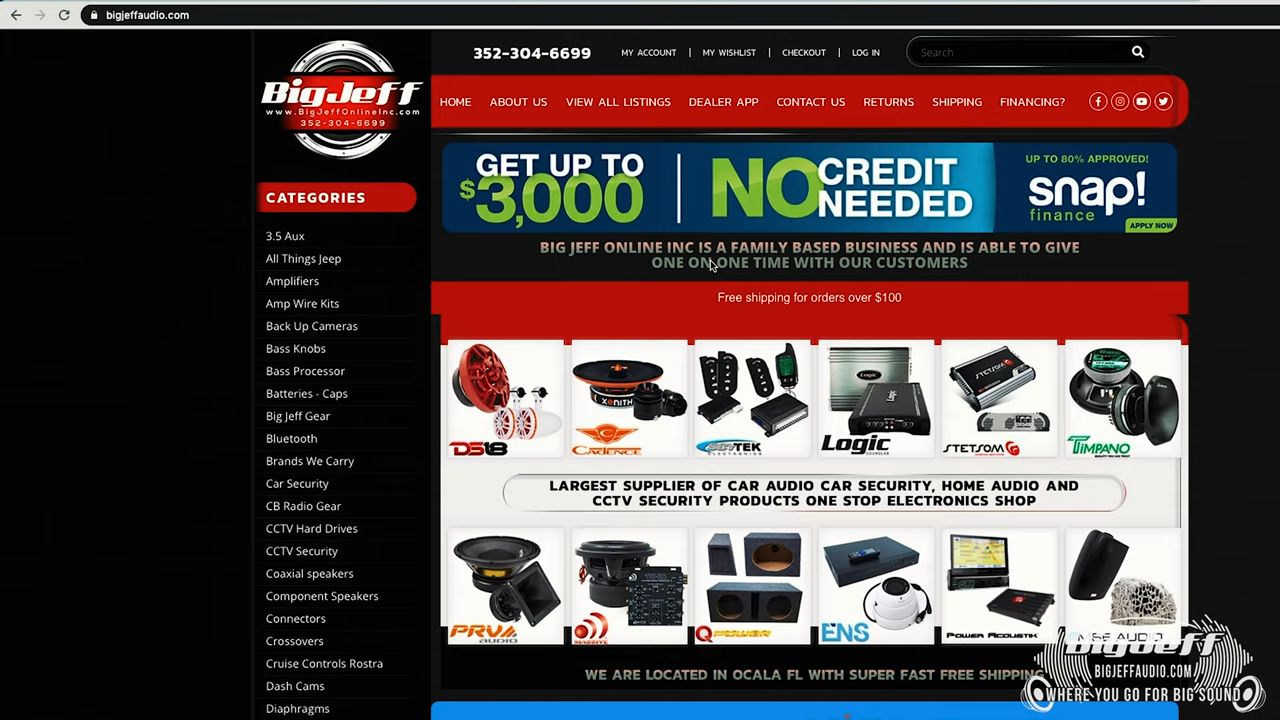 bigjeffaudio.com
BigJeff
www.BigJeffOnlineInc.com
352-304-6699
352-304-6699
MY ACCOUNT | MY WISHLIST | CHECKOUT | LOG IN
Search
HOME ABOUT US VIEW ALL LISTINGS DEALER APP CONTACT US RETURNS SHIPPING FINANCING?
GET UP TO
$3,000
NO CREDIT
NEEDED
UP TO 80% APPROVED!
snap!
finance
APPLY NOW
BIG JEFF ONLINE INC IS A FAMILY BASED BUSINESS AND IS ABLE TO GIVE
ONE ON ONE TIME WITH OUR CUSTOMERS
Free shipping for orders over $100
CATEGORIES
3.5 Aux
All Things Jeep
Amplifiers
Amp Wire Kits
Back Up Cameras
Bass Knobs
Bass Processor
Batteries - Caps
Big Jeff Gear
Bluetooth
Brands We Carry
Car Security
CB Radio Gear
CCTV Hard Drives
CCTV Security
Coaxial speakers
Component Speakers
Connectors
Crossovers
Cruise Controls Rostra
Dash Cams
Diaphragms
DS18
XENITH
CADENCE
SCYTEK
ELECTRONICS
Logic
SOUNDLAB
STETSOM
STETSOM
TIMPANO
LARGEST SUPPLIER OF CAR AUDIO CAR SECURITY, HOME AUDIO AND
CCTV SECURITY PRODUCTS ONE STOP ELECTRONICS SHOP
PRV
AUDIO
MASSIVE
QPOWER
ENS
POWER ACOUSTIK
WE ARE LOCATED IN OCALA FL WITH SUPER FAST FREE SHIPPING
BigJeff
BIGJEFFAUDIO.COM
WHERE YOU GO FOR BIG SOUND